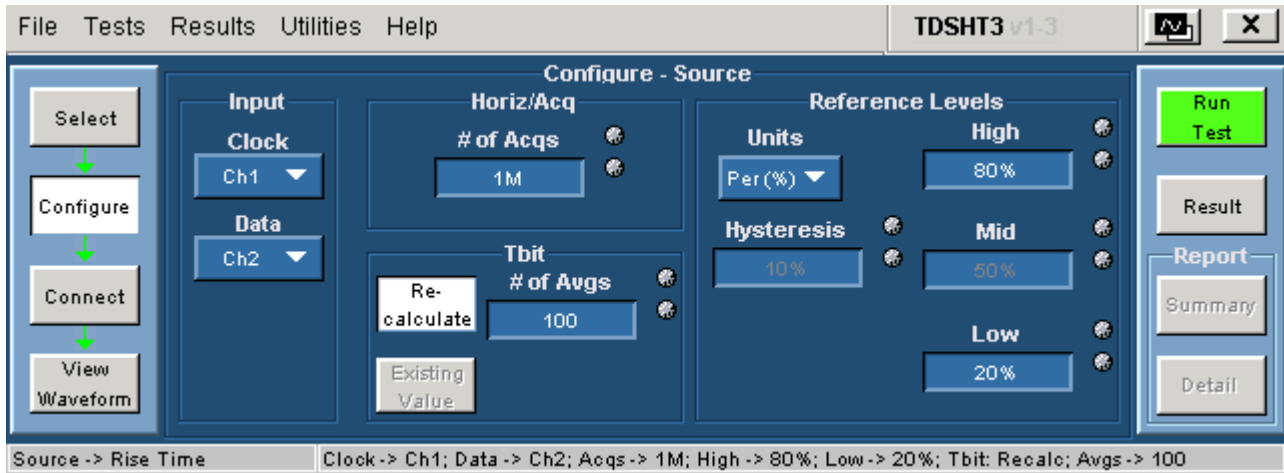 File Tests Results Utilities Help TDSHT3 v1-3 X
Configure - Source
Select
Configure
Connect
View
Waveform
Input
Clock
Ch1
Data
Ch2
Horiz/Acq
# of Acqs
1M
Tbit
Re-
calculate
# of Avgs
100
Existing
Value
Reference Levels
Units
Per (%)
High
80%
Hysteresis
10%
Mid
50%
Low
20%
Run
Test
Result
Report
Summary
Detail
Source -> Rise Time Clock -> Ch1; Data -> Ch2; Acqs -> 1M; High -> 80%; Low -> 20%; Tbit: Recalc; Avgs -> 100